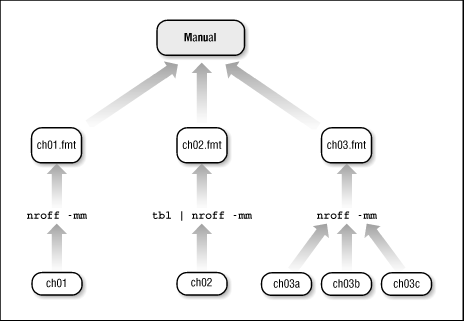 Manual
ch01.fmt ch02.fmt ch03.fmt
nroff -mm tbl | nroff -mm nroff -mm
ch01 ch02 ch03a ch03b ch03c